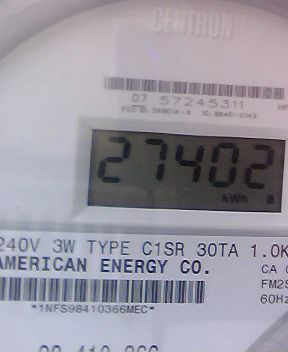 CENTRON
07 57245311
27402
kWh
240V 3W TYPE C1SR 30TA 1.0K
AMERICAN ENERGY CO.
CA
FM2S
60Hz
*1NFS98410366MEC*